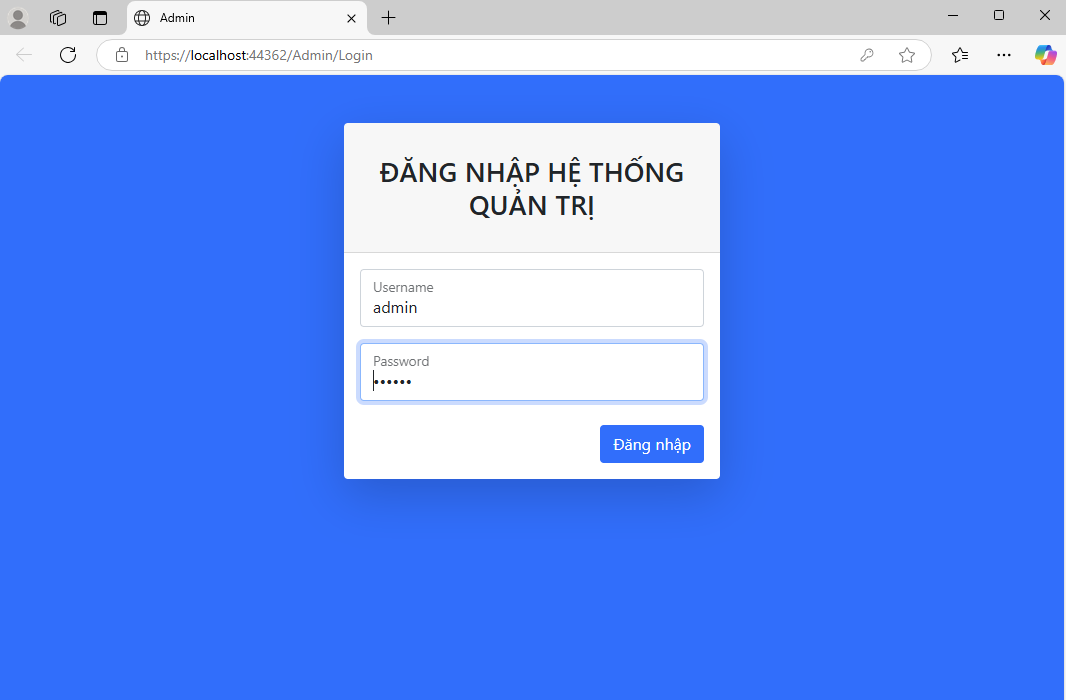 Admin
https://localhost:44362/Admin/Login
ĐĂNG NHẬP HỆ THỐNG
QUẢN TRỊ
Username
admin
Password
••••••
Đăng nhập